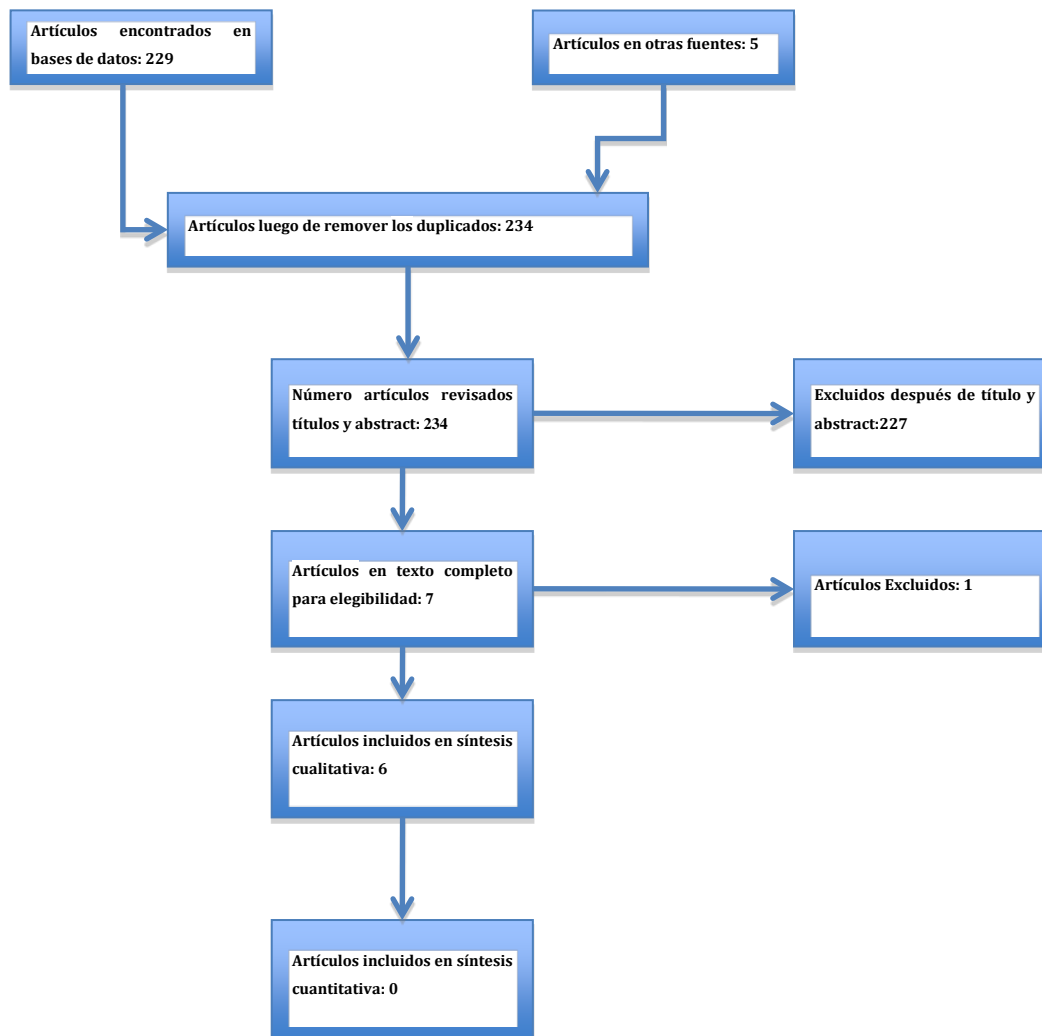 Artículos encontrados en
bases de datos: 229
Artículos en otras fuentes: 5
Artículos luego de remover los duplicados: 234
Número artículos revisados
títulos y abstract: 234
Excluidos después de título y
abstract:227
Artículos en texto completo
para elegibilidad: 7
Artículos Excluidos: 1
Artículos incluidos en síntesis
cualitativa: 6
Artículos incluidos en síntesis
cuantitativa: 0